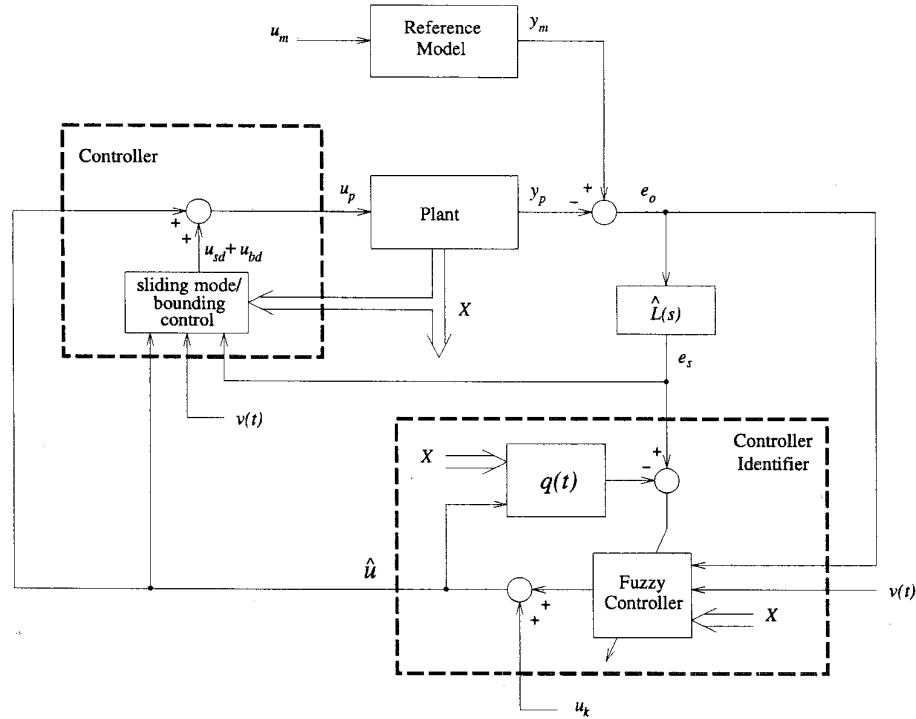 Reference
Model
u_m
y_m
Controller
u_p
Plant
y_p
+
−
e_o
+
+
u_sd + u_bd
sliding mode/
bounding
control
X
L̂(s)
e_s
v(t)
Controller
Identifier
X
q(t)
+
−
û
Fuzzy
Controller
v(t)
X
+
+
u_k